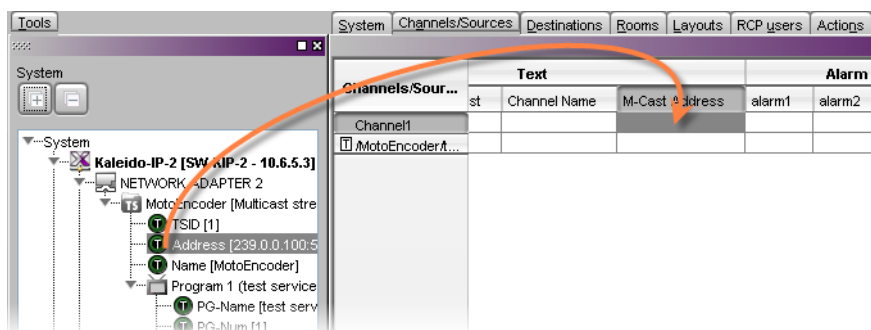 Tools
System
Kaleido-IP-2 [SW-KIP-2 - 10.6.5.3]
NETWORK ADAPTER 2
TS MotoEncoder [Multicast stre
T TSID [1]
T Address [239.0.0.100:5
T Name [MotoEncoder]
Program 1 (test service
T PG-Name [test serv
T PG-Num [1]
System Channels/Sources Destinations Rooms Layouts RCP users Actions
Channels/Sour... Text Alarm
st Channel Name M-Cast Address alarm1 alarm2
Channel1
T /MotoEncoder/t...
System